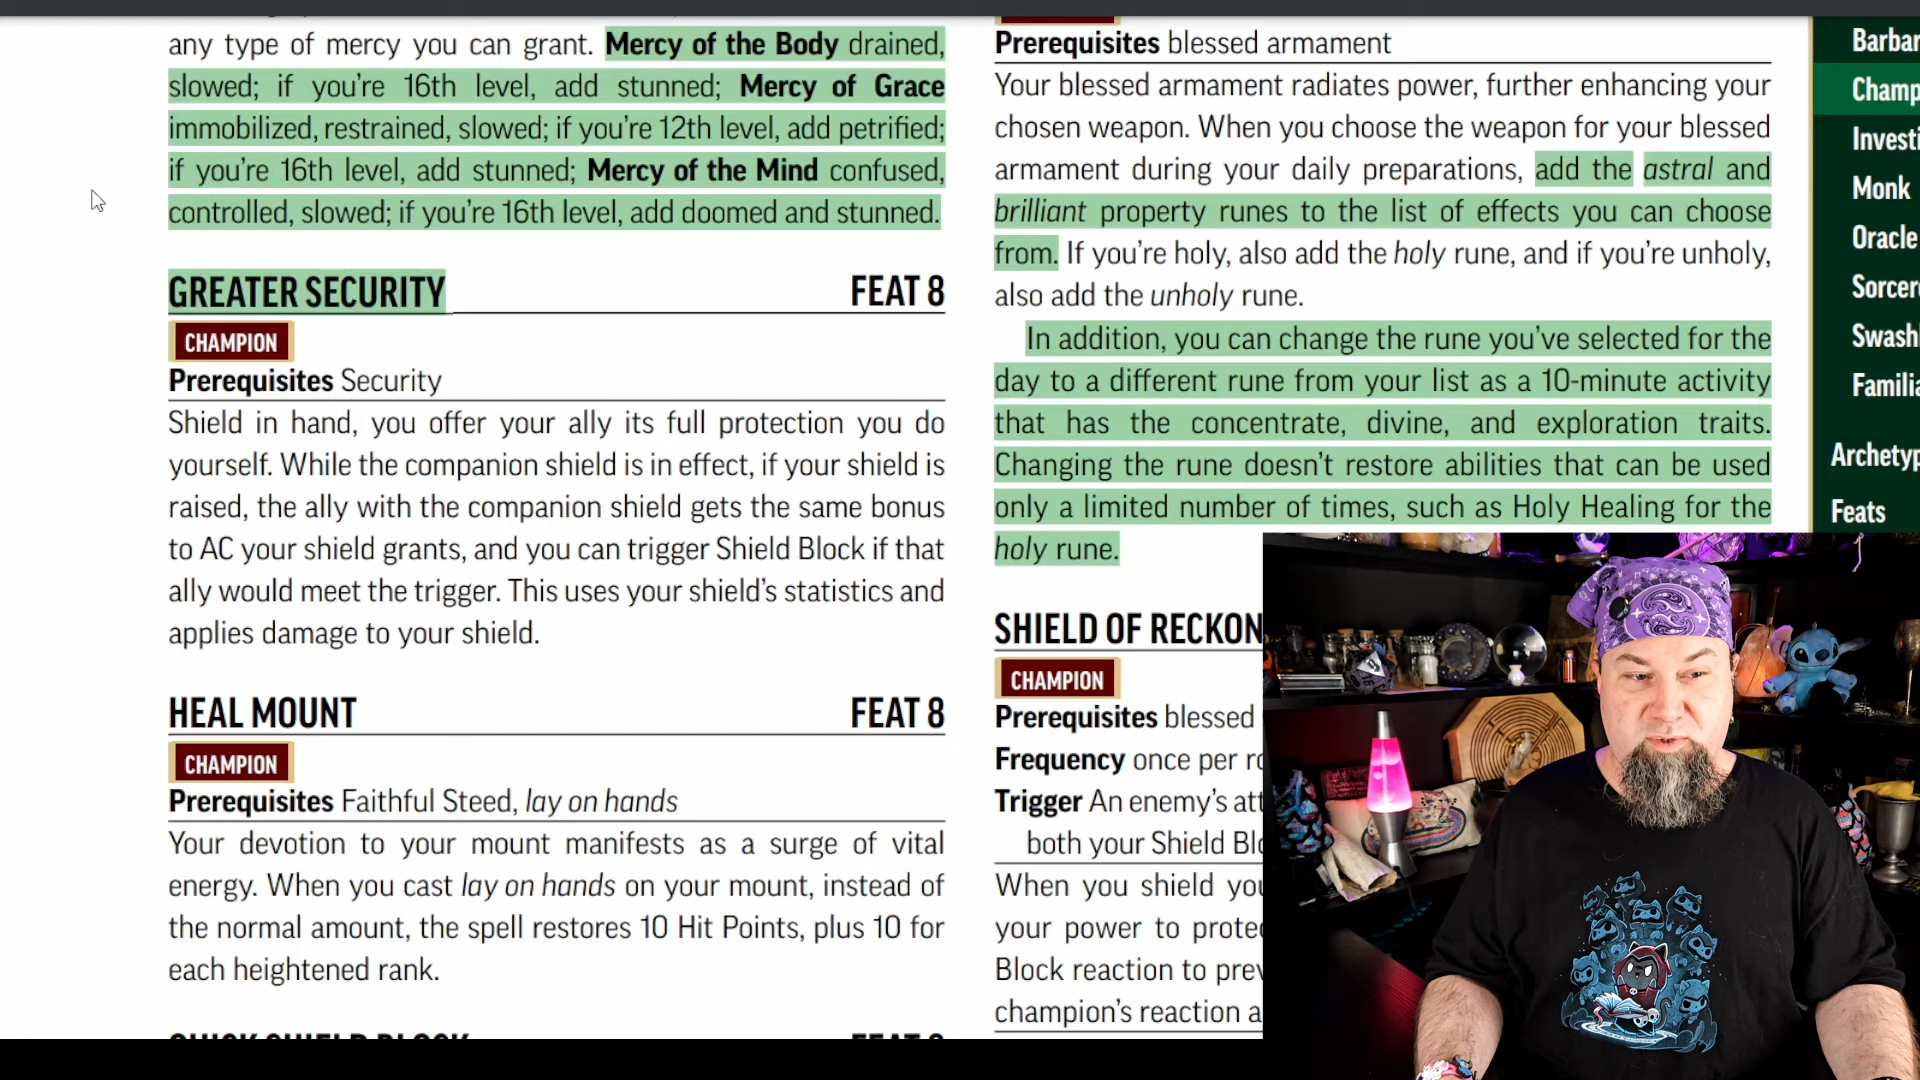 any type of mercy you can grant. Mercy of the Body drained,
slowed; if you're 16th level, add stunned; Mercy of Grace
immobilized, restrained, slowed; if you're 12th level, add petrified;
if you're 16th level, add stunned; Mercy of the Mind confused,
controlled, slowed; if you're 16th level, add doomed and stunned.
GREATER SECURITY FEAT 8
CHAMPION
Prerequisites Security
Shield in hand, you offer your ally its full protection you do
yourself. While the companion shield is in effect, if your shield is
raised, the ally with the companion shield gets the same bonus
to AC your shield grants, and you can trigger Shield Block if that
ally would meet the trigger. This uses your shield's statistics and
applies damage to your shield.
HEAL MOUNT FEAT 8
CHAMPION
Prerequisites Faithful Steed, lay on hands
Your devotion to your mount manifests as a surge of vital
energy. When you cast lay on hands on your mount, instead of
the normal amount, the spell restores 10 Hit Points, plus 10 for
each heightened rank.
Prerequisites blessed armament
Your blessed armament radiates power, further enhancing your
chosen weapon. When you choose the weapon for your blessed
armament during your daily preparations, add the astral and
brilliant property runes to the list of effects you can choose
from. If you're holy, also add the holy rune, and if you're unholy,
also add the unholy rune.
In addition, you can change the rune you've selected for the
day to a different rune from your list as a 10-minute activity
that has the concentrate, divine, and exploration traits.
Changing the rune doesn't restore abilities that can be used
only a limited number of times, such as Holy Healing for the
holy rune.
SHIELD OF RECKON
CHAMPION
Prerequisites blessed
Frequency once per ro
Trigger An enemy's att
both your Shield Blo
When you shield you
your power to protec
Block reaction to prev
champion's reaction a
Barbar
Champ
Investi
Monk
Oracle
Sorcere
Swashl
Familia
Archetyp
Feats